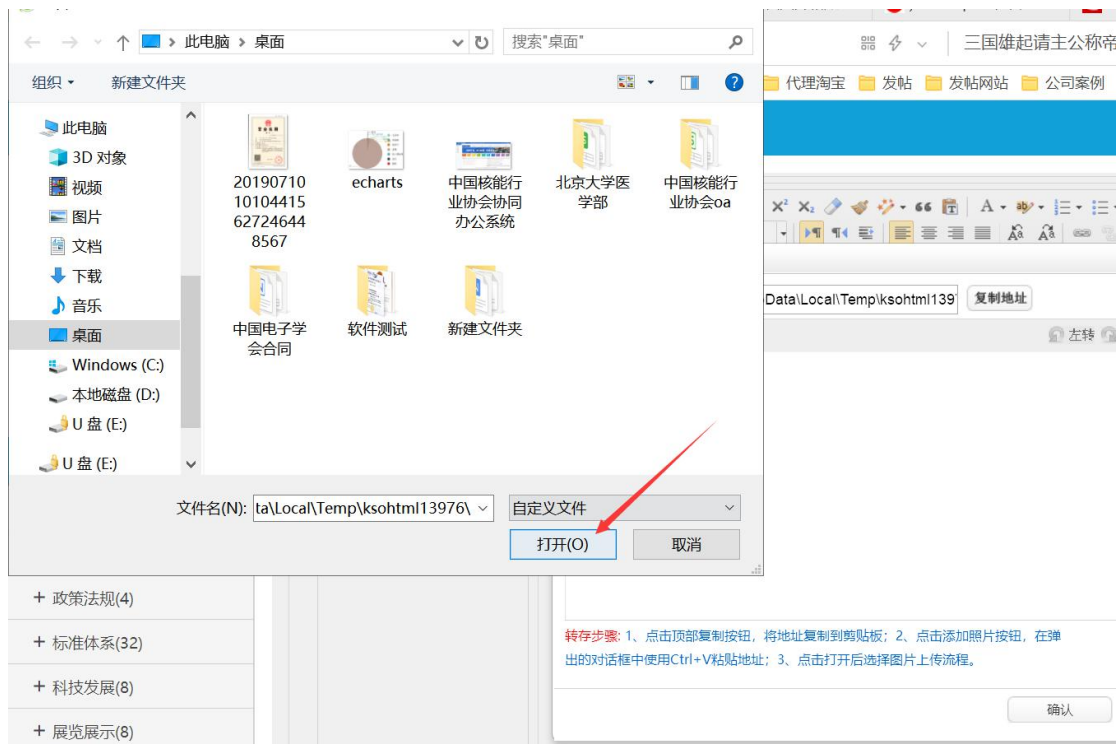 此电脑 › 桌面
搜索"桌面"
三国雄起请主公称帝
组织
新建文件夹
代理淘宝
发帖
发帖网站
公司案例
此电脑
3D 对象
视频
图片
文档
下载
音乐
桌面
Windows (C:)
本地磁盘 (D:)
U 盘 (E:)
U 盘 (E:)
20190710
10104415
62724644
8567
echarts
中国核能行
业协会协同
办公系统
北京大学医
学部
中国核能行
业协会oa
中国电子学
会合同
软件测试
新建文件夹
Data\Local\Temp\ksohtml139
复制地址
左转
文件名(N):
ta\Local\Temp\ksohtml13976\
自定义文件
打开(O)
取消
+ 政策法规(4)
+ 标准体系(32)
+ 科技发展(8)
+ 展览展示(8)
转存步骤: 1、点击顶部复制按钮，将地址复制到剪贴板；2、点击添加照片按钮，在弹
出的对话框中使用Ctrl+V粘贴地址；3、点击打开后选择图片上传流程。
确认